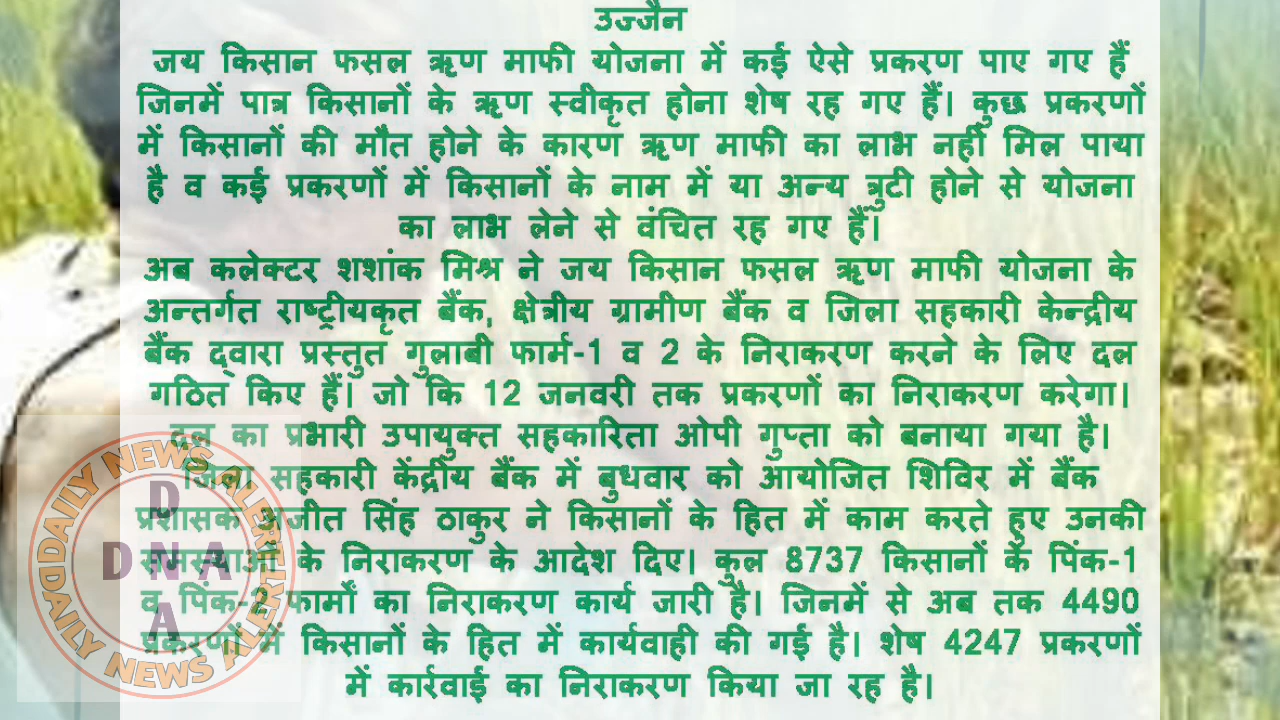 उज्जैन
जय किसान फसल ऋण माफी योजना में कई ऐसे प्रकरण पाए गए हैं
जिनमें पात्र किसानों के ऋण स्वीकृत होना शेष रह गए हैं। कुछ प्रकरणों
में किसानों की मौत होने के कारण ऋण माफी का लाभ नहीं मिल पाया
है व कई प्रकरणों में किसानों के नाम में या अन्य त्रुटी होने से योजना
का लाभ लेने से वंचित रह गए हैं।
अब कलेक्टर शशांक मिश्र ने जय किसान फसल ऋण माफी योजना के
अन्तर्गत राष्ट्रीयकृत बैंक, क्षेत्रीय ग्रामीण बैंक व जिला सहकारी केन्द्रीय
बैंक द्वारा प्रस्तुत गुलाबी फार्म-1 व 2 के निराकरण करने के लिए दल
गठित किए हैं। जो कि 12 जनवरी तक प्रकरणों का निराकरण करेगा।
दल का प्रभारी उपायुक्त सहकारिता ओपी गुप्ता को बनाया गया है।
जिला सहकारी केंद्रीय बैंक में बुधवार को आयोजित शिविर में बैंक
प्रशासक अजीत सिंह ठाकुर ने किसानों के हित में काम करते हुए उनकी
समस्याओं के निराकरण के आदेश दिए। कुल 8737 किसानों के पिंक-1
व पिंक-2 फार्मों का निराकरण कार्य जारी है। जिनमें से अब तक 4490
प्रकरणों में किसानों के हित में कार्यवाही की गई है। शेष 4247 प्रकरणों
में कार्रवाई का निराकरण किया जा रह है।
DAILY NEWS ALERT
D
DNA
A
DAILY NEWS ALERT